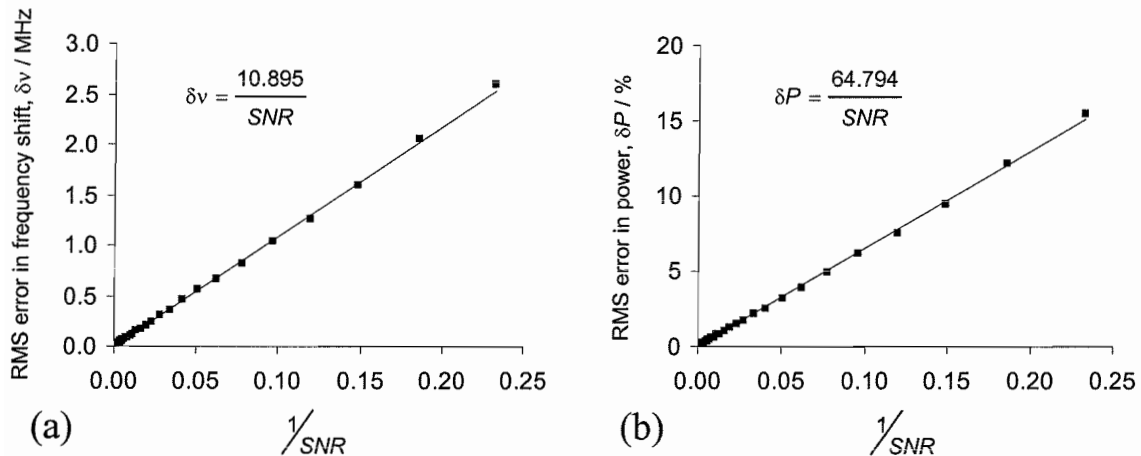 RMS error in frequency shift, δν / MHz
3.0
2.5
2.0
1.5
1.0
0.5
0.0
δν = 10.895 / SNR
0.00 0.05 0.10 0.15 0.20 0.25
(a)
1/SNR
RMS error in power, δP / %
20
15
10
5
0
δP = 64.794 / SNR
0.00 0.05 0.10 0.15 0.20 0.25
(b)
1/SNR